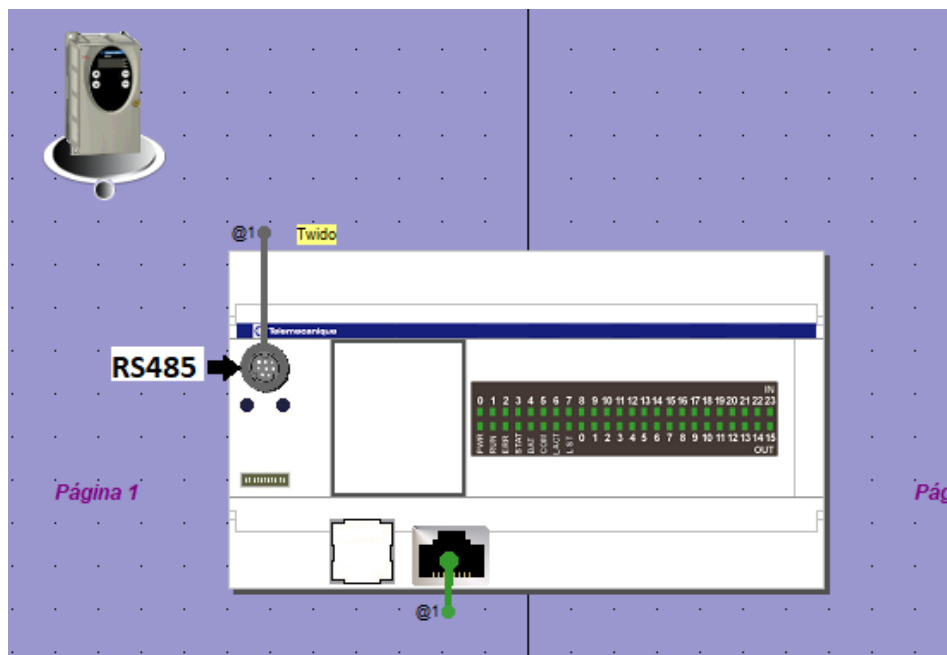 @1
Twido
Telemecanique
RS485
IN
0 1 2 3 4 5 6 7 8 9 10 11 12 13 14 15 16 17 18 19 20 21 22 23
PWR RUN ERR STAT BAT COM LACT LST 0 1 2 3 4 5 6 7 8 9 10 11 12 13 14 15
OUT
Página 1
Pág
@1